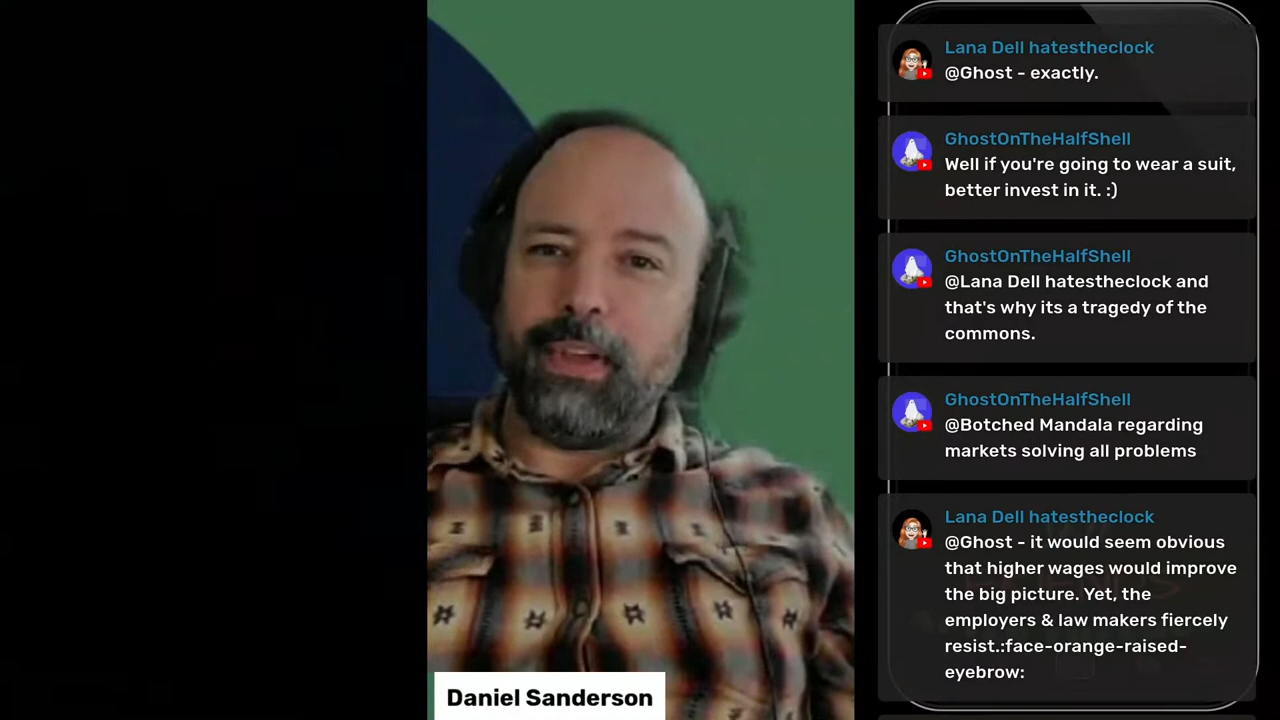 Lana Dell hatestheclock
@Ghost - exactly.
GhostOnTheHalfShell
Well if you're going to wear a suit,
better invest in it. :)
GhostOnTheHalfShell
@Lana Dell hatestheclock and
that's why its a tragedy of the
commons.
GhostOnTheHalfShell
@Botched Mandala regarding
markets solving all problems
Lana Dell hatestheclock
@Ghost - it would seem obvious
that higher wages would improve
the big picture. Yet, the
employers & law makers fiercely
resist.:face-orange-raised-
eyebrow:
Daniel Sanderson